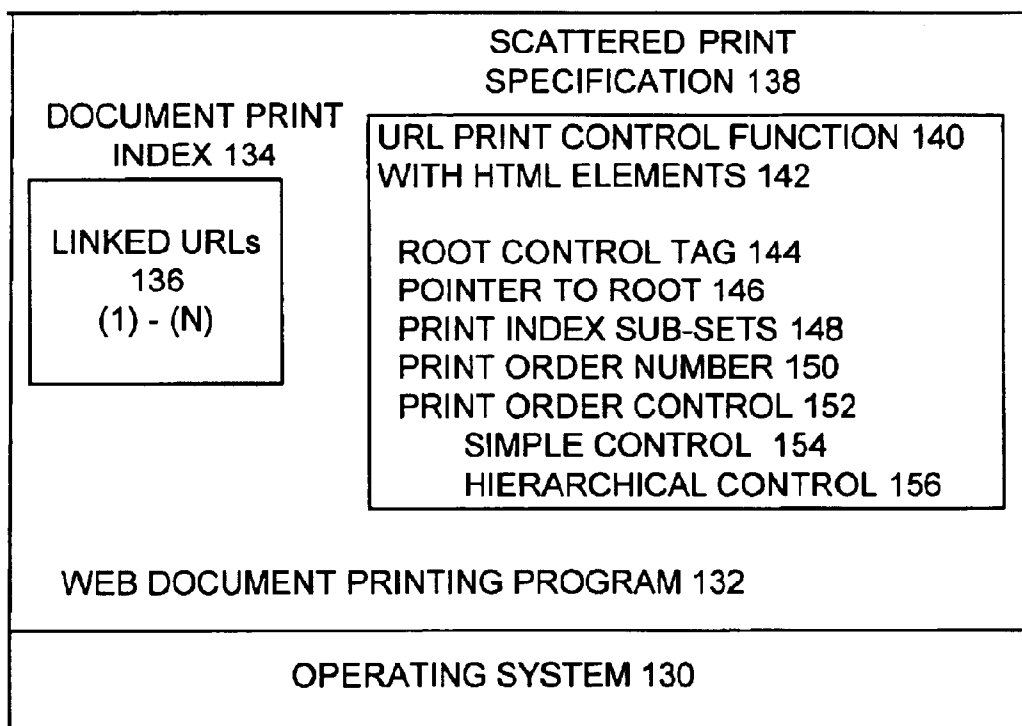 SCATTERED PRINT
SPECIFICATION 138
DOCUMENT PRINT
INDEX 134
LINKED URLs
136
(1) - (N)
URL PRINT CONTROL FUNCTION 140
WITH HTML ELEMENTS 142
ROOT CONTROL TAG 144
POINTER TO ROOT 146
PRINT INDEX SUB-SETS 148
PRINT ORDER NUMBER 150
PRINT ORDER CONTROL 152
SIMPLE CONTROL 154
HIERARCHICAL CONTROL 156
WEB DOCUMENT PRINTING PROGRAM 132
OPERATING SYSTEM 130